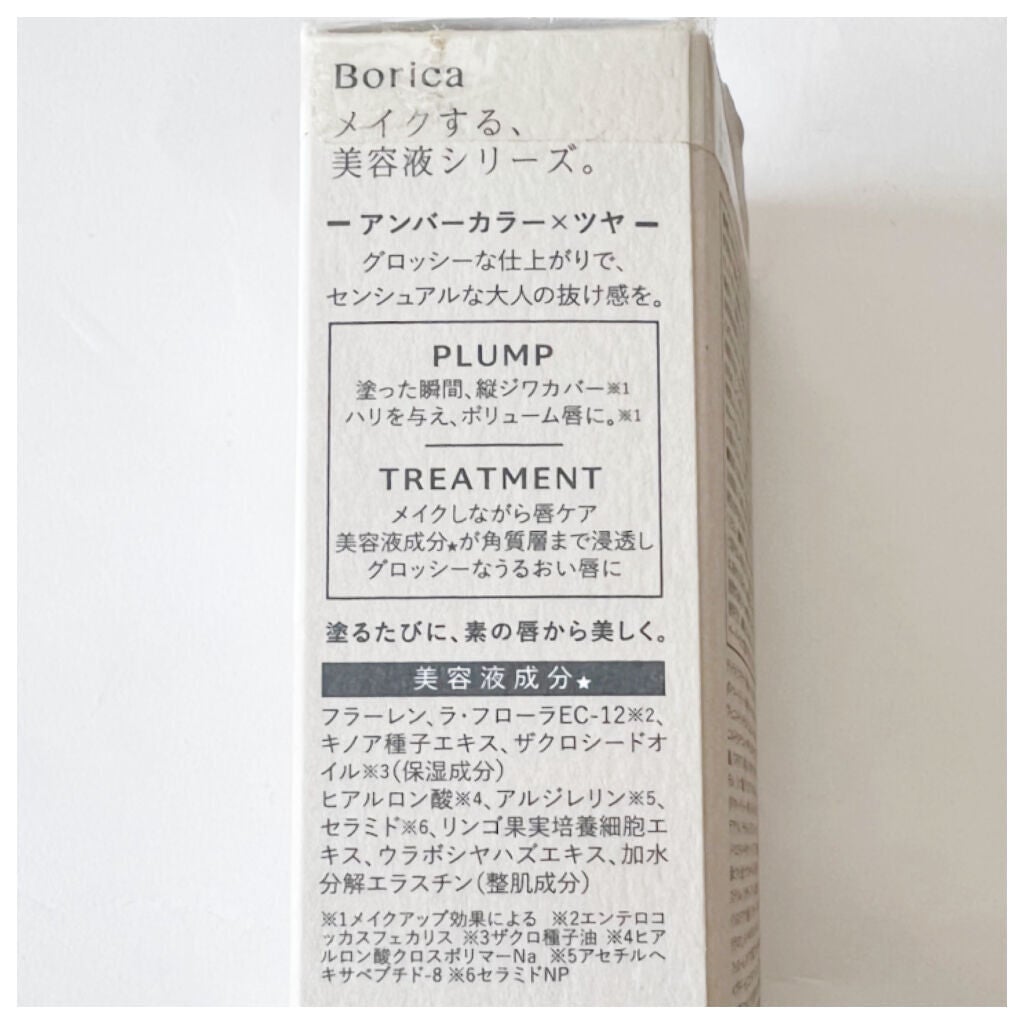 Borica
メイクする、
美容液シリーズ。
ー アンバーカラー×ツヤ ー
グロッシーな仕上がりで、
センシュアルな大人の抜け感を。
PLUMP
塗った瞬間、縦ジワカバー※1
ハリを与え、ボリューム唇に。※1
TREATMENT
メイクしながら唇ケア
美容液成分★が角質層まで浸透し
グロッシーなうるおい唇に
塗るたびに、素の唇から美しく。
美容液成分★
フラーレン、ラ・フローラEC-12※2、
キノア種子エキス、ザクロシードオ
イル※3(保湿成分)
ヒアルロン酸※4、アルジレリン※5、
セラミド※6、リンゴ果実培養細胞エ
キス、ウラボシヤハズエキス、加水
分解エラスチン(整肌成分)
※1メイクアップ効果による ※2エンテロコ
ッカスフェカリス ※3ザクロ種子油 ※4ヒア
ルロン酸クロスポリマーNa ※5アセチルヘ
キサペプチド-8 ※6セラミドNP